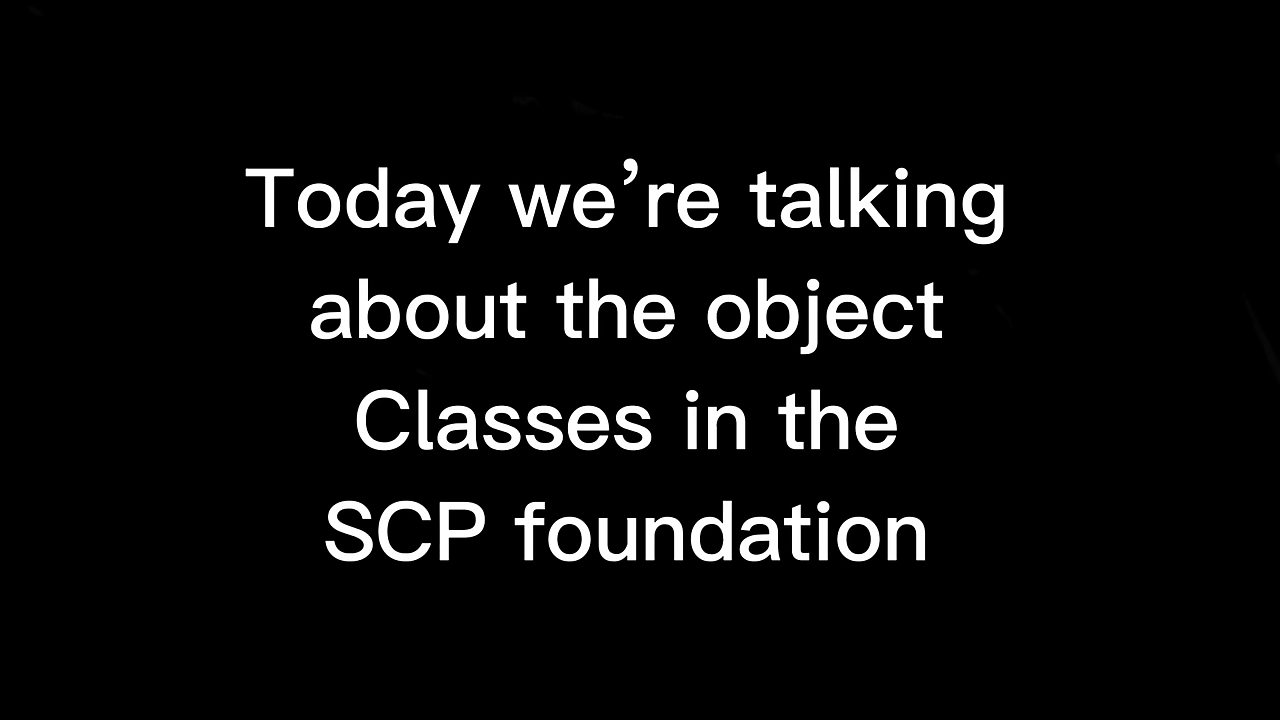 Today we’re talking
about the object
Classes in the
SCP foundation